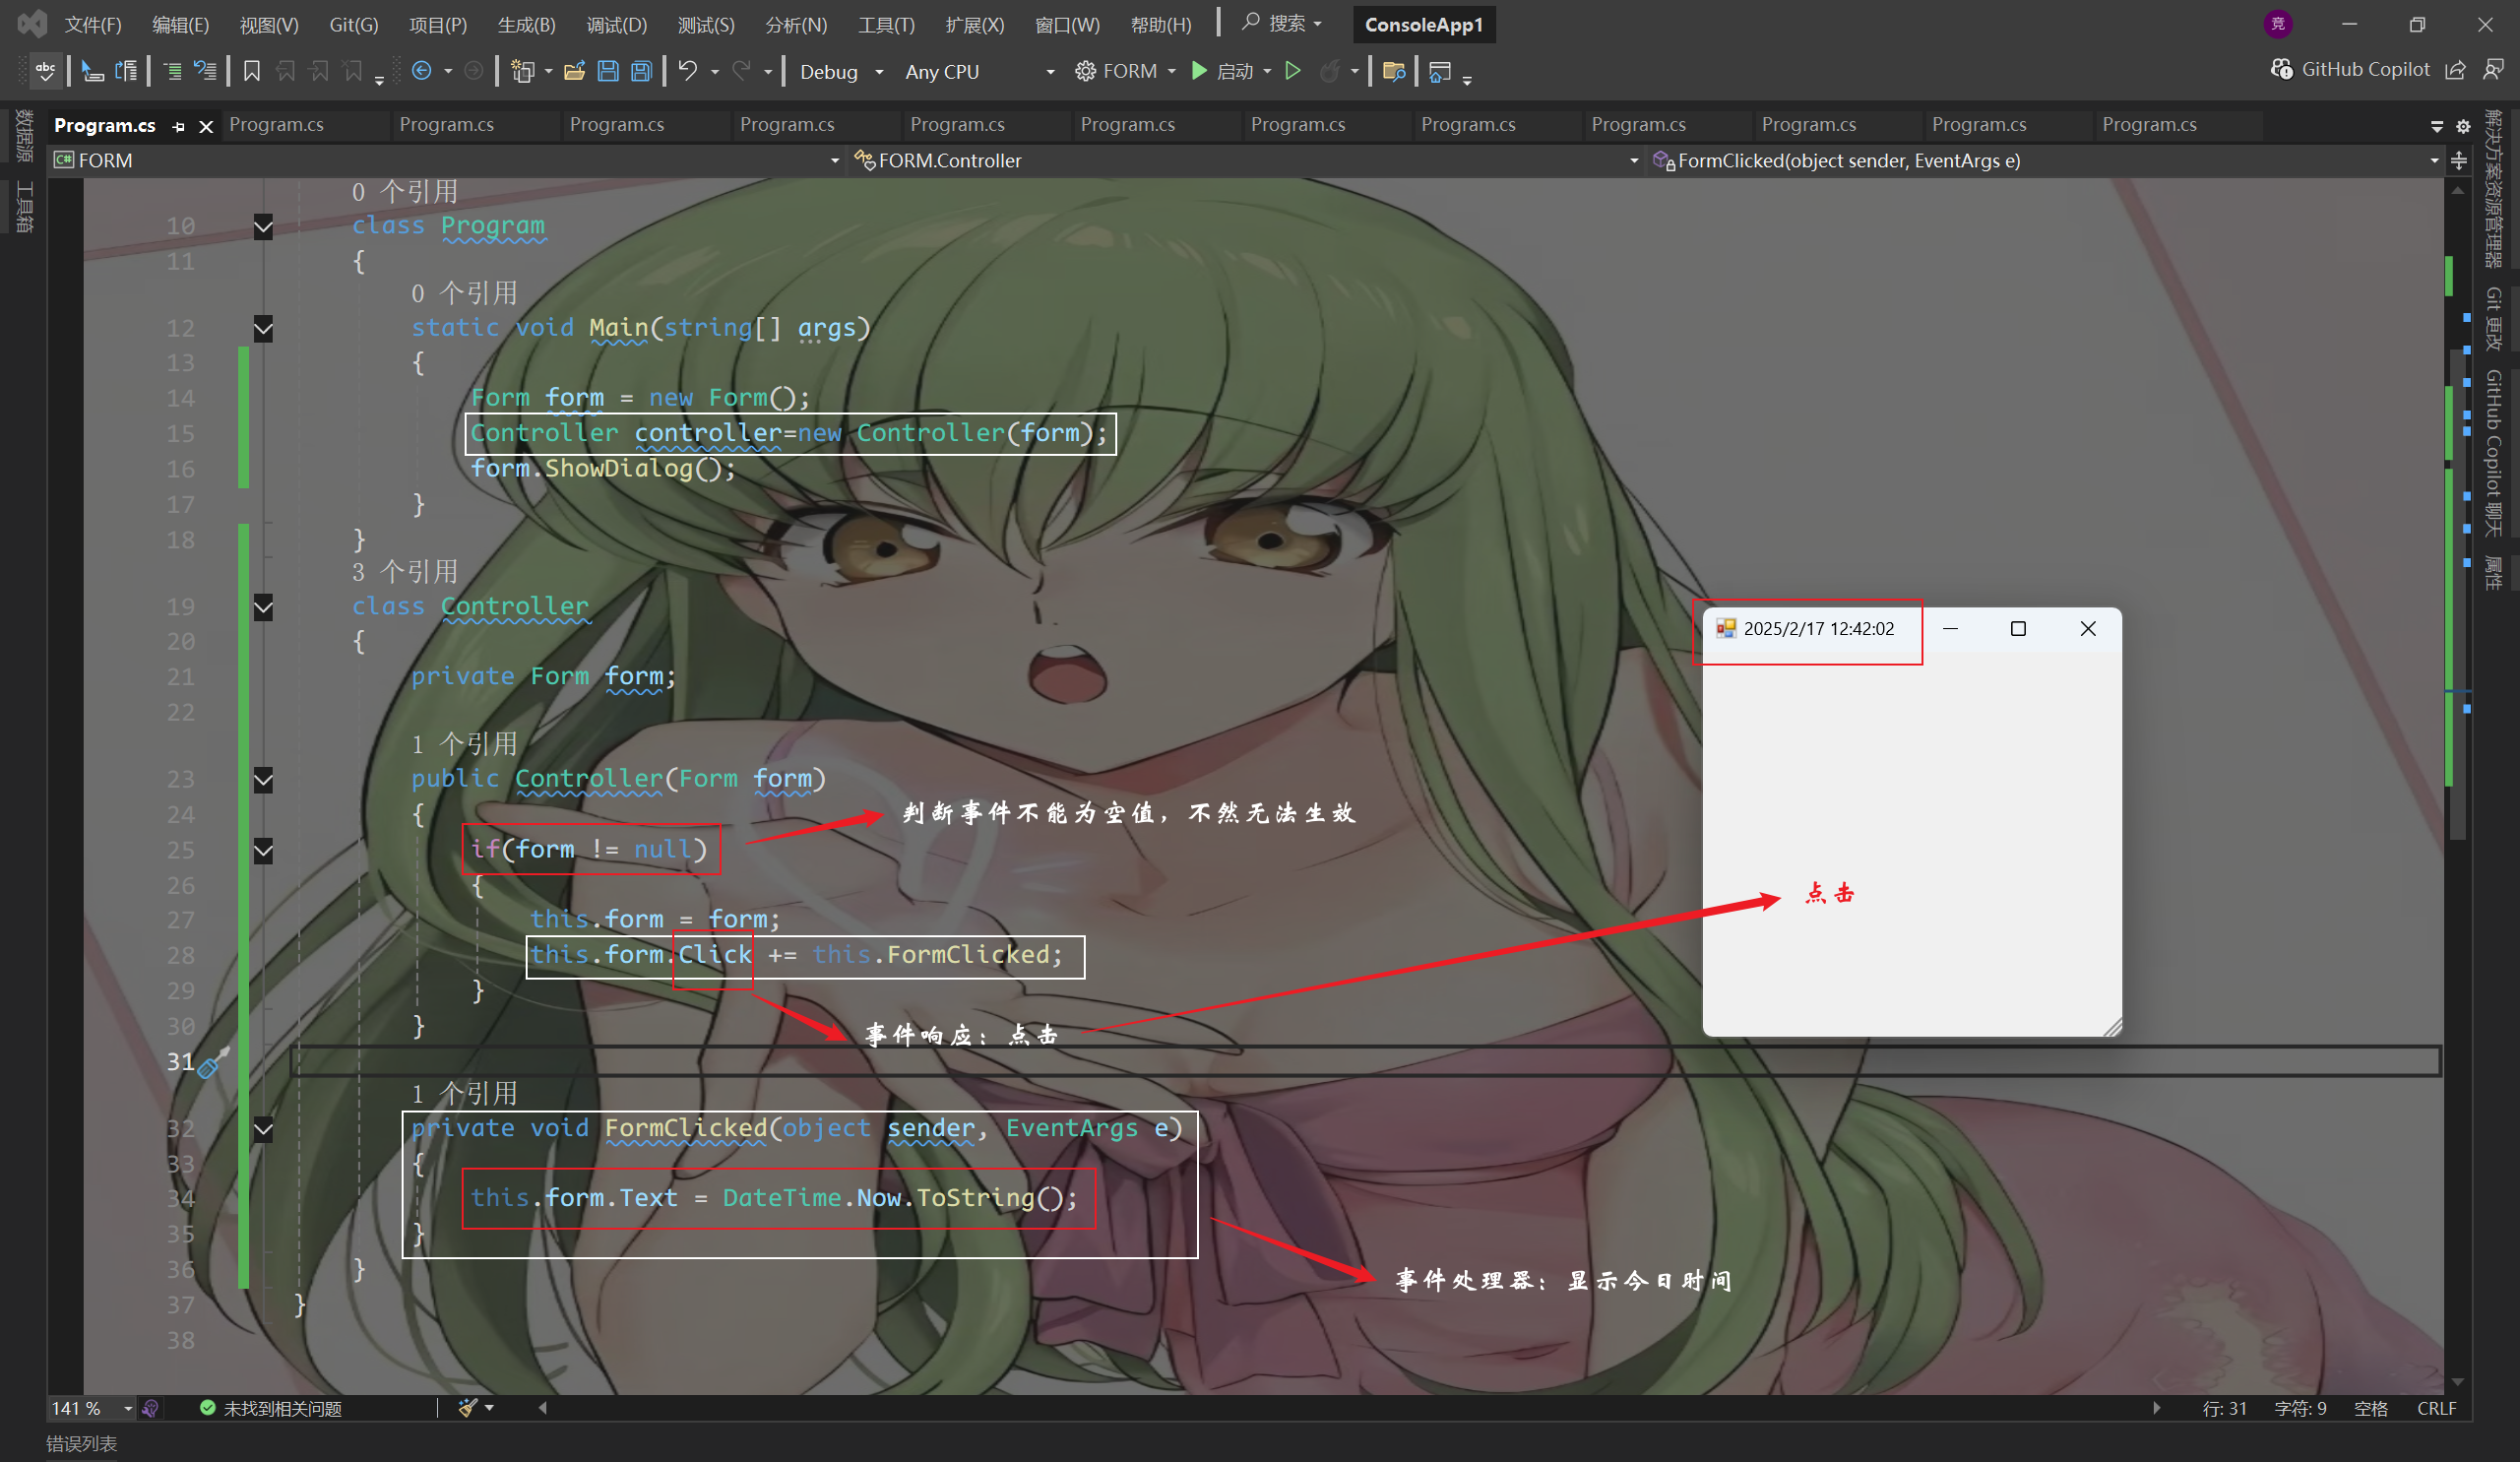 文件(F) 编辑(E) 视图(V) Git(G) 项目(P) 生成(B) 调试(D) 测试(S) 分析(N) 工具(T) 扩展(X) 窗口(W) 帮助(H) 搜索 ConsoleApp1 竞
abc Debug Any CPU FORM 启动 GitHub Copilot
Program.cs Program.cs Program.cs Program.cs Program.cs Program.cs Program.cs Program.cs Program.cs Program.cs Program.cs Program.cs Program.cs
C# FORM FORM.Controller FormClicked(object sender, EventArgs e)
数据源
工具箱
0 个引用
10 class Program
11 {
0 个引用
12 static void Main(string[] args)
13 {
14 Form form = new Form();
15 Controller controller=new Controller(form);
16 form.ShowDialog();
17 }
18 }
3 个引用
19 class Controller
20 {
21 private Form form;
22
1 个引用
23 public Controller(Form form)
24 {
判断事件不能为空值，不然无法生效
25 if(form != null)
26 {
27 this.form = form;
28 this.form.Click += this.FormClicked;
29 }
30 }
事件响应：点击
31
1 个引用
32 private void FormClicked(object sender, EventArgs e)
33 {
34 this.form.Text = DateTime.Now.ToString();
35 }
36 }
事件处理器：显示今日时间
37 }
38
2025/2/17 12:42:02
点击
解决方案资源管理器
Git 更改
GitHub Copilot 聊天
属性
141 % 未找到相关问题 行: 31 字符: 9 空格 CRLF
错误列表